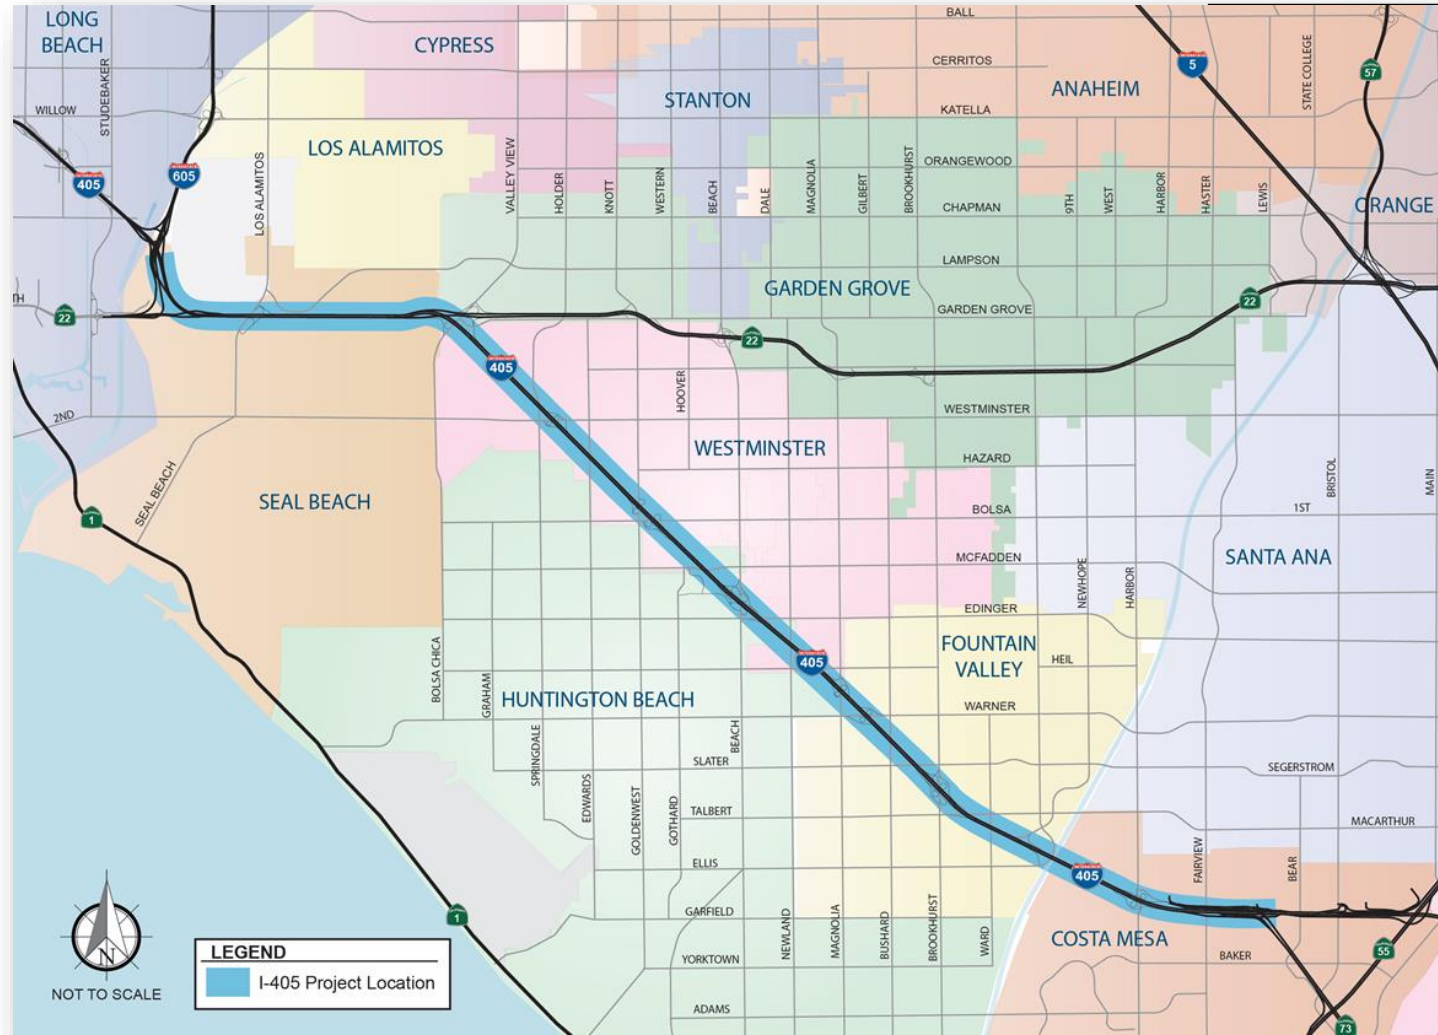 LONG
BEACH
CYPRESS
BALL
CERRITOS
STANTON
ANAHEIM
5
57
STATE COLLEGE
WILLOW
STUDEBAKER
KATELLA
LOS ALAMITOS
405
605
LOS ALAMITOS
VALLEY VIEW
HOLDER
KNOTT
WESTERN
BEACH
DALE
MAGNOLIA
GILBERT
BROOKHURST
ORANGEWOOD
CHAPMAN
9TH
WEST
HARBOR
HASTER
LEWIS
ORANGE
LAMPSON
GARDEN GROVE
GARDEN GROVE
TH
22
22
22
405
HOOVER
2ND
WESTMINSTER
WESTMINSTER
HAZARD
SEAL BEACH
SEAL BEACH
1
BOLSA
1ST
BRISTOL
MAIN
MCFADDEN
SANTA ANA
NEWHOPE
HARBOR
EDINGER
FOUNTAIN
VALLEY
HEIL
405
BOLSA CHICA
GRAHAM
HUNTINGTON BEACH
WARNER
SPRINGDALE
BEACH
SLATER
SEGERSTROM
EDWARDS
GOLDENWEST
GOTHARD
TALBERT
MACARTHUR
ELLIS
FAIRVIEW
BEAR
405
1
GARFIELD
NEWLAND
MAGNOLIA
BUSHARD
BROOKHURST
WARD
COSTA MESA
BAKER
55
YORKTOWN
ADAMS
73
N
NOT TO SCALE
LEGEND
I-405 Project Location